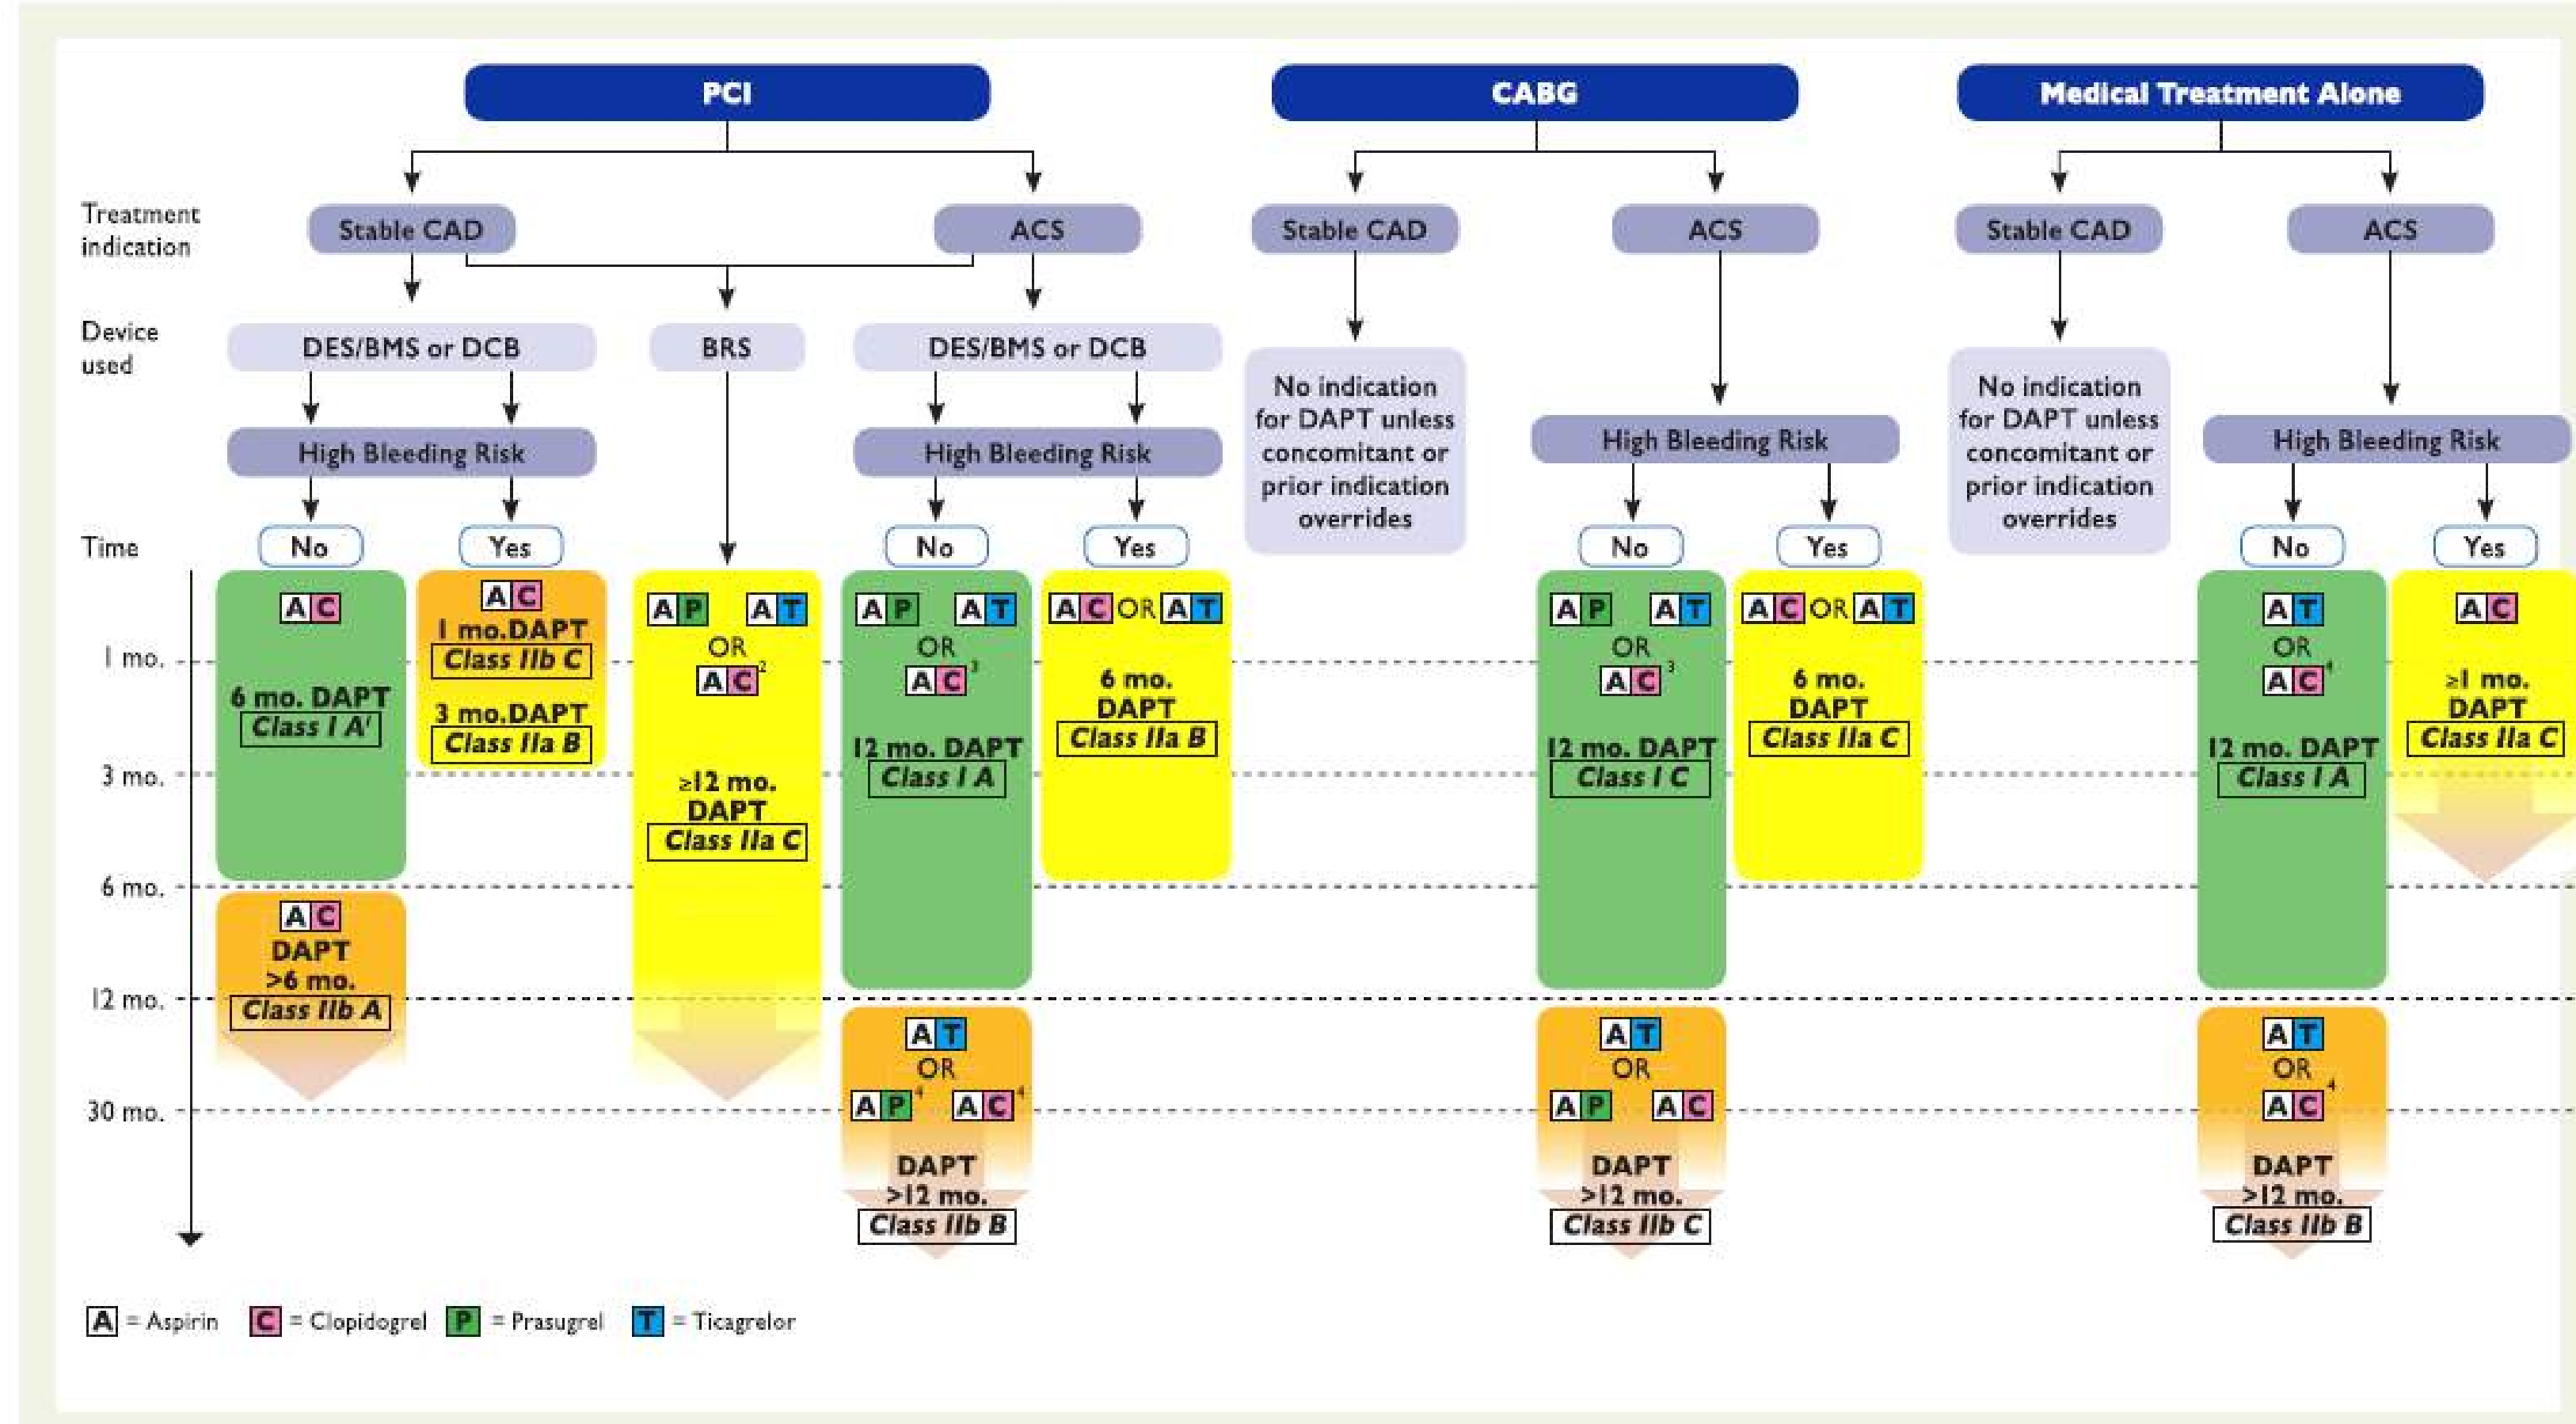 PCI
CABG
Medical Treatment Alone
Treatment
indication
Stable CAD
ACS
Stable CAD
ACS
Stable CAD
ACS
Device
used
DES/BMS or DCB
BRS
DES/BMS or DCB
No indication
for DAPT unless
concomitant or
prior indication
overrides
No indication
for DAPT unless
concomitant or
prior indication
overrides
High Bleeding Risk
High Bleeding Risk
High Bleeding Risk
High Bleeding Risk
Time
No
Yes
No
Yes
No
Yes
No
Yes
1 mo.
3 mo.
6 mo.
12 mo.
30 mo.
A C
6 mo. DAPT
Class I A¹
A C
DAPT
>6 mo.
Class IIb A
A C
1 mo.DAPT
Class IIb C
3 mo.DAPT
Class IIa B
A P A T
OR
A C ²
≥12 mo.
DAPT
Class IIa C
A P A T
OR
A C ³
12 mo. DAPT
Class I A
A T
OR
A P ⁴ A C ⁴
DAPT
>12 mo.
Class IIb B
A C OR A T
6 mo.
DAPT
Class IIa B
A P A T
OR
A C ³
12 mo. DAPT
Class I C
A T
OR
A P A C
DAPT
>12 mo.
Class IIb C
A C OR A T
6 mo.
DAPT
Class IIa C
A T
OR
A C ⁴
12 mo. DAPT
Class I A
A T
OR
A C ⁴
DAPT
>12 mo.
Class IIb B
A C
≥1 mo.
DAPT
Class IIa C
A = Aspirin C = Clopidogrel P = Prasugrel T = Ticagrelor